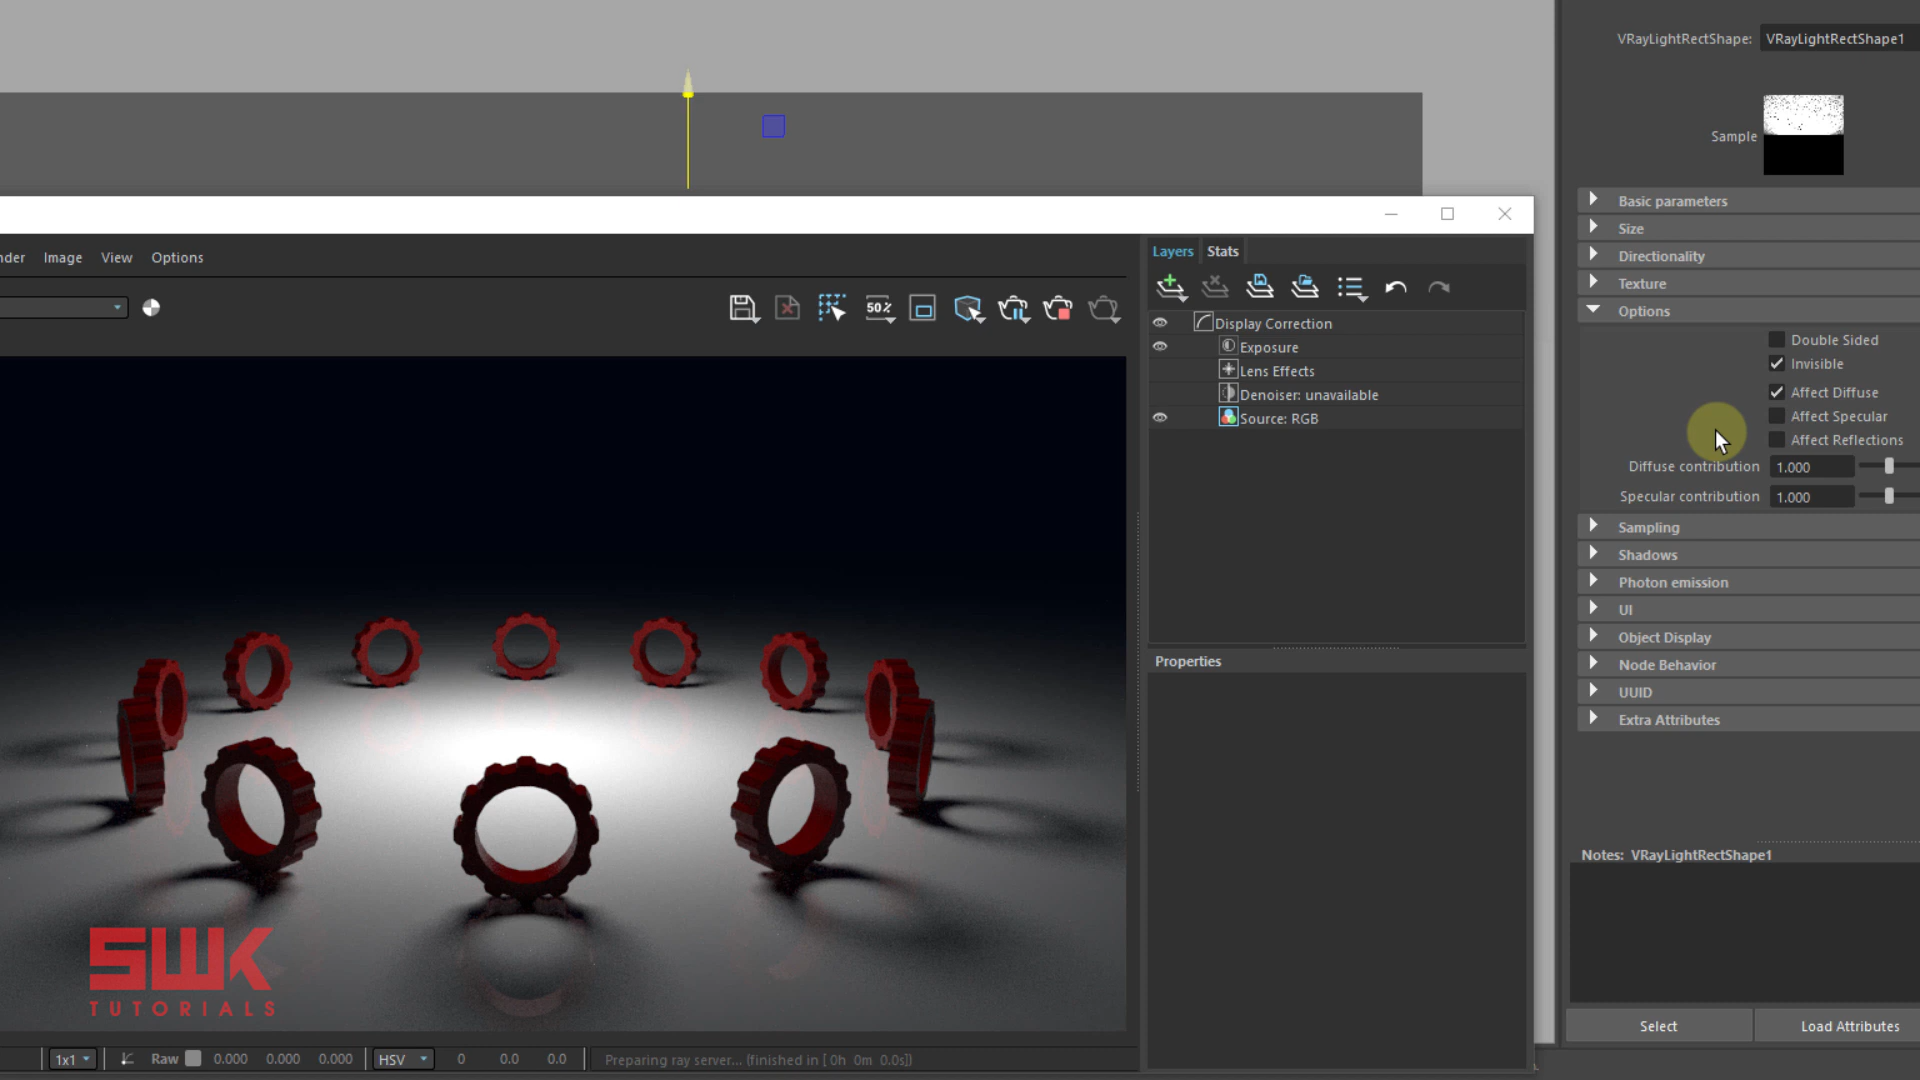 VRayLightRectShape: VRayLightRectShape1
Sample
Basic parameters
Size
Directionality
Texture
Options
Double Sided
Invisible
Affect Diffuse
Affect Specular
Affect Reflections
Diffuse contribution 1.000
Specular contribution 1.000
Sampling
Shadows
Photon emission
UI
Object Display
Node Behavior
UUID
Extra Attributes
Notes: VRayLightRectShape1
Select Load Attributes
nder Image View Options
50%
Layers Stats
Display Correction
Exposure
Lens Effects
Denoiser: unavailable
Source: RGB
Properties
SWK
TUTORIALS
1x1 Raw 0.000 0.000 0.000 HSV 0 0.0 0.0 Preparing ray server... (finished in [ 0h 0m 0.0s])